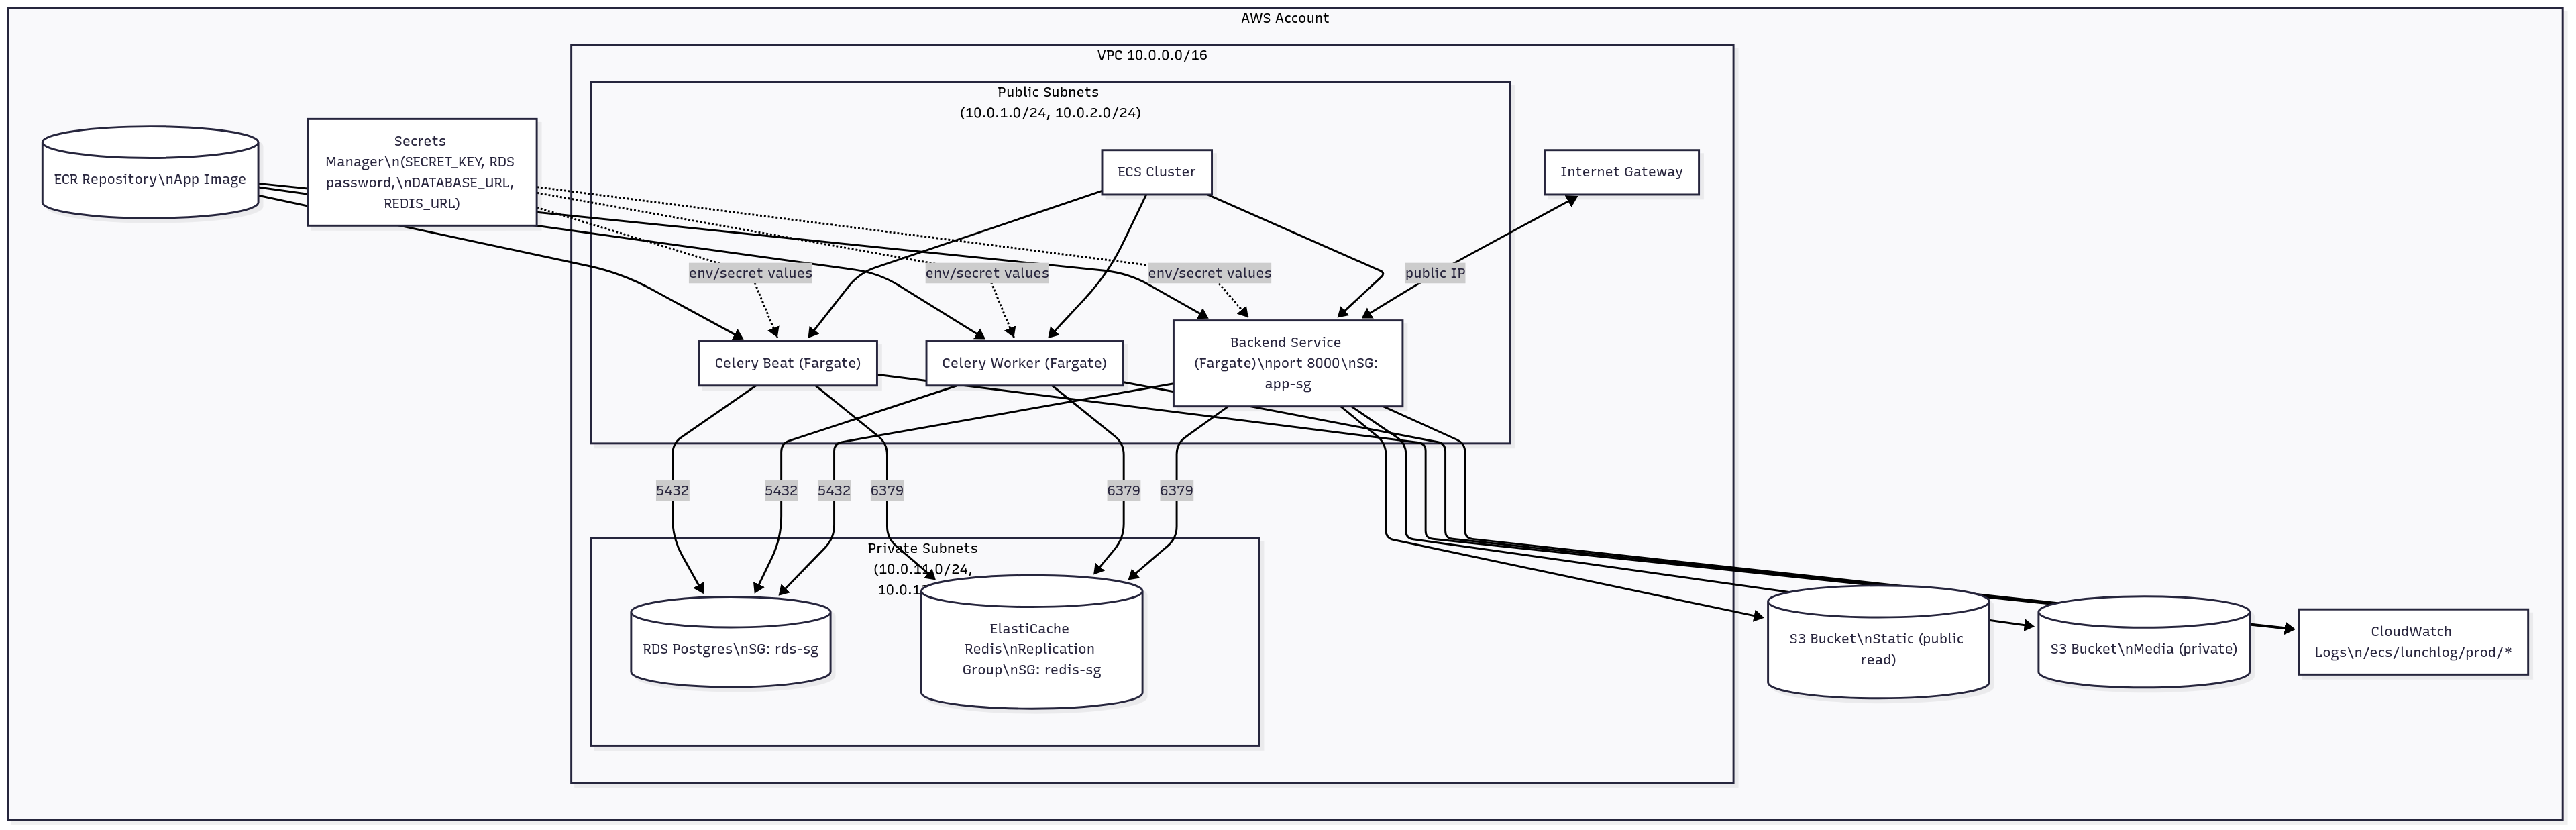 AWS Account
VPC 10.0.0.0/16
Public Subnets
(10.0.1.0/24, 10.0.2.0/24)
ECR Repository\nApp Image
Secrets
Manager\n(SECRET_KEY, RDS
password,\nDATABASE_URL,
REDIS_URL)
ECS Cluster
Internet Gateway
env/secret values
env/secret values
env/secret values
public IP
Celery Beat (Fargate)
Celery Worker (Fargate)
Backend Service
(Fargate)\nport 8000\nSG:
app-sg
5432
5432
5432
6379
6379
6379
Private Subnets
(10.0.11.0/24,
RDS Postgres\nSG: rds-sg
ElastiCache
Redis\nReplication
Group\nSG: redis-sg
S3 Bucket\nStatic (public
read)
S3 Bucket\nMedia (private)
CloudWatch
Logs\n/ecs/lunchlog/prod/*